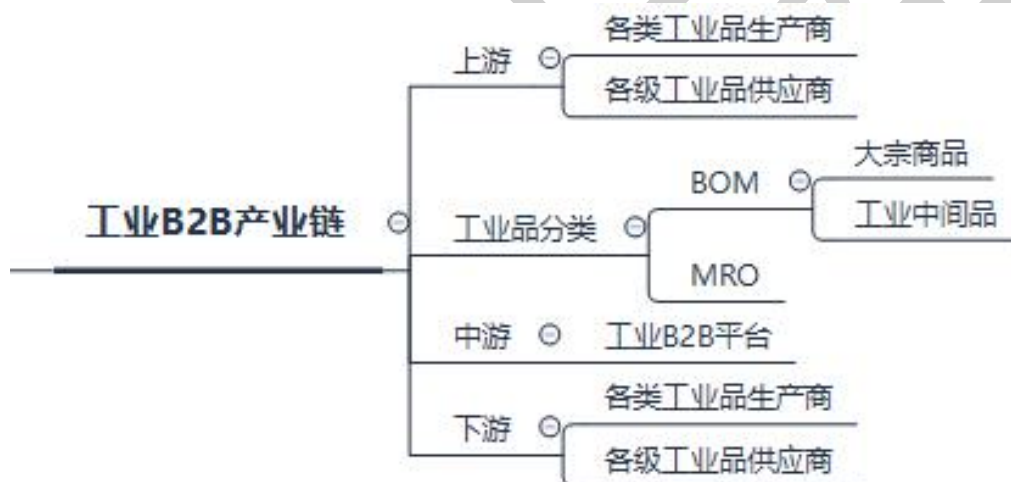 工业B2B产业链
上游
各类工业品生产商
各级工业品供应商
工业品分类
BOM
大宗商品
工业中间品
MRO
中游
工业B2B平台
下游
各类工业品生产商
各级工业品供应商